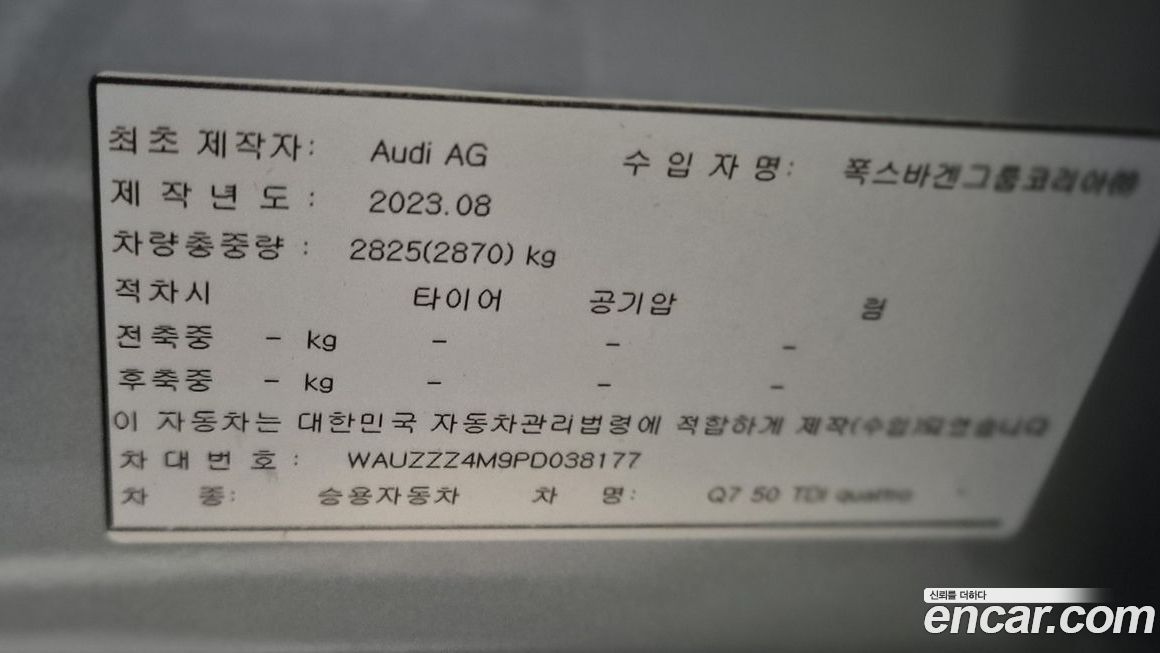 최초 제작자: Audi AG 수입자명: 폭스바겐그룹코리아㈜
제작년도 : 2023.08
차량총중량 : 2825(2870) kg
적차시 타이어 공기압 림
전축중 - kg - - -
후축중 - kg - - -
이 자동차는 대한민국 자동차관리법령에 적합하게 제작(수입)되었습니다
차대번호 : WAUZZZ4M9PD038177
차 종: 승용자동차 차 명: Q7 50 TDI quattro
신뢰를 더하다
encar.com